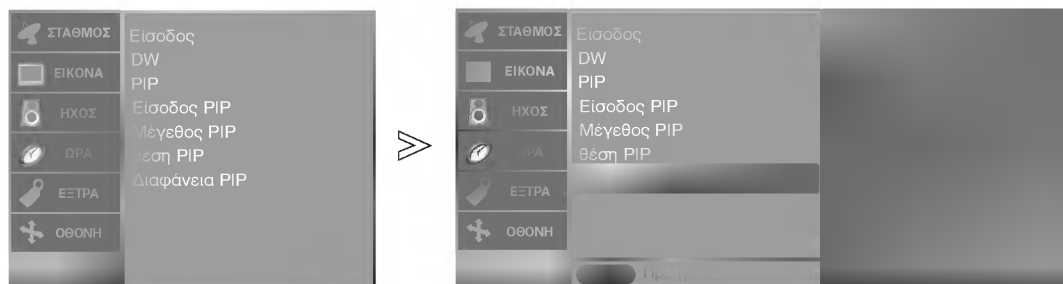 ΣΤΑΘΜΟΣ
ΕΙΚΟΝΑ
ΗΧΟΣ
ΩΡΑ
ΕΞΤΡΑ
ΟΘΟΝΗ
Είσοδος
DW
PIP
Είσοδος PIP
Μέγεθος PIP
θέση PIP
Διαφάνεια PIP
ΣΤΑΘΜΟΣ
ΕΙΚΟΝΑ
ΗΧΟΣ
ΕΞΤΡΑ
ΟΘΟΝΗ
Είσοδος
DW
PIP
Είσοδος PIP
Μέγεθος PIP
θέση PIP